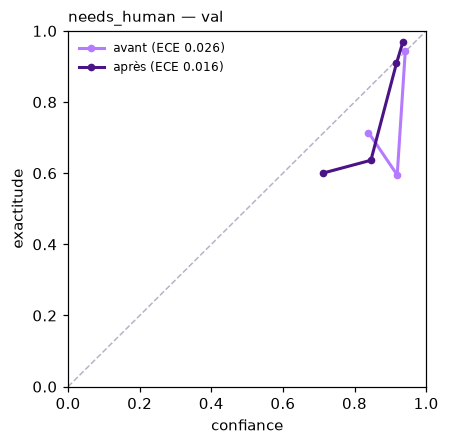 needs_human — val
avant (ECE 0.026)
après (ECE 0.016)
1.0
0.8
0.6
0.4
0.2
0.0
exactitude
0.0 0.2 0.4 0.6 0.8 1.0
confiance